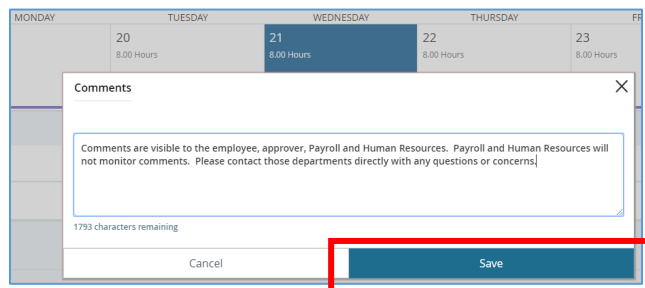 MONDAY TUESDAY WEDNESDAY THURSDAY FR
20 21 22 23
8.00 Hours 8.00 Hours 8.00 Hours 8.00 Hours
Comments
Comments are visible to the employee, approver, Payroll and Human Resources. Payroll and Human Resources will
not monitor comments. Please contact those departments directly with any questions or concerns.
1793 characters remaining
Cancel Save